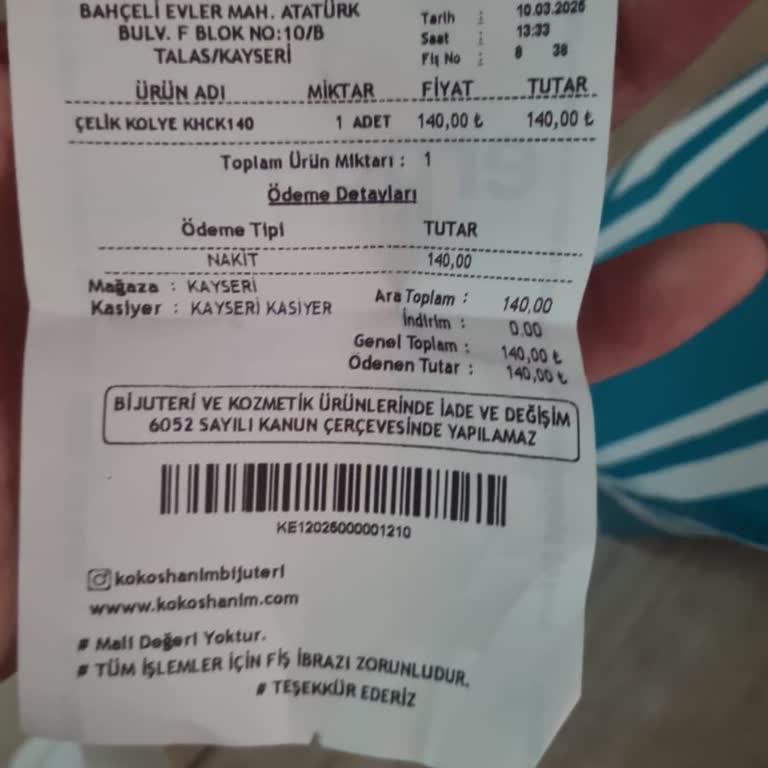 BAHÇELİ EVLER MAH. ATATÜRK
BULV. F BLOK NO:10/B
TALAS/KAYSERİ
Tarih : 10.03.2026
Saat : 13:33
Fiş No : 8 38
ÜRÜN ADI MİKTAR FİYAT TUTAR
ÇELİK KOLYE KHCK140 1 ADET 140,00 ₺ 140,00 ₺
Toplam Ürün Miktarı : 1
Ödeme Detayları
Ödeme Tipi TUTAR
NAKİT 140,00
Mağaza : KAYSERİ
Kasiyer : KAYSERİ KASİYER
Ara Toplam : 140,00
İndirim : 0,00
Genel Toplam : 140,00 ₺
Ödenen Tutar : 140,00 ₺
BİJUTERİ VE KOZMETİK ÜRÜNLERİNDE İADE VE DEĞİŞİM
6052 SAYILI KANUN ÇERÇEVESİNDE YAPILAMAZ
KE12026000001210
kokoshanimbijuteri
wwww.kokoshanim.com
# Mali Değeri Yoktur.
# TÜM İŞLEMLER İÇİN FİŞ İBRAZI ZORUNLUDUR.
# TEŞEKKÜR EDERİZ